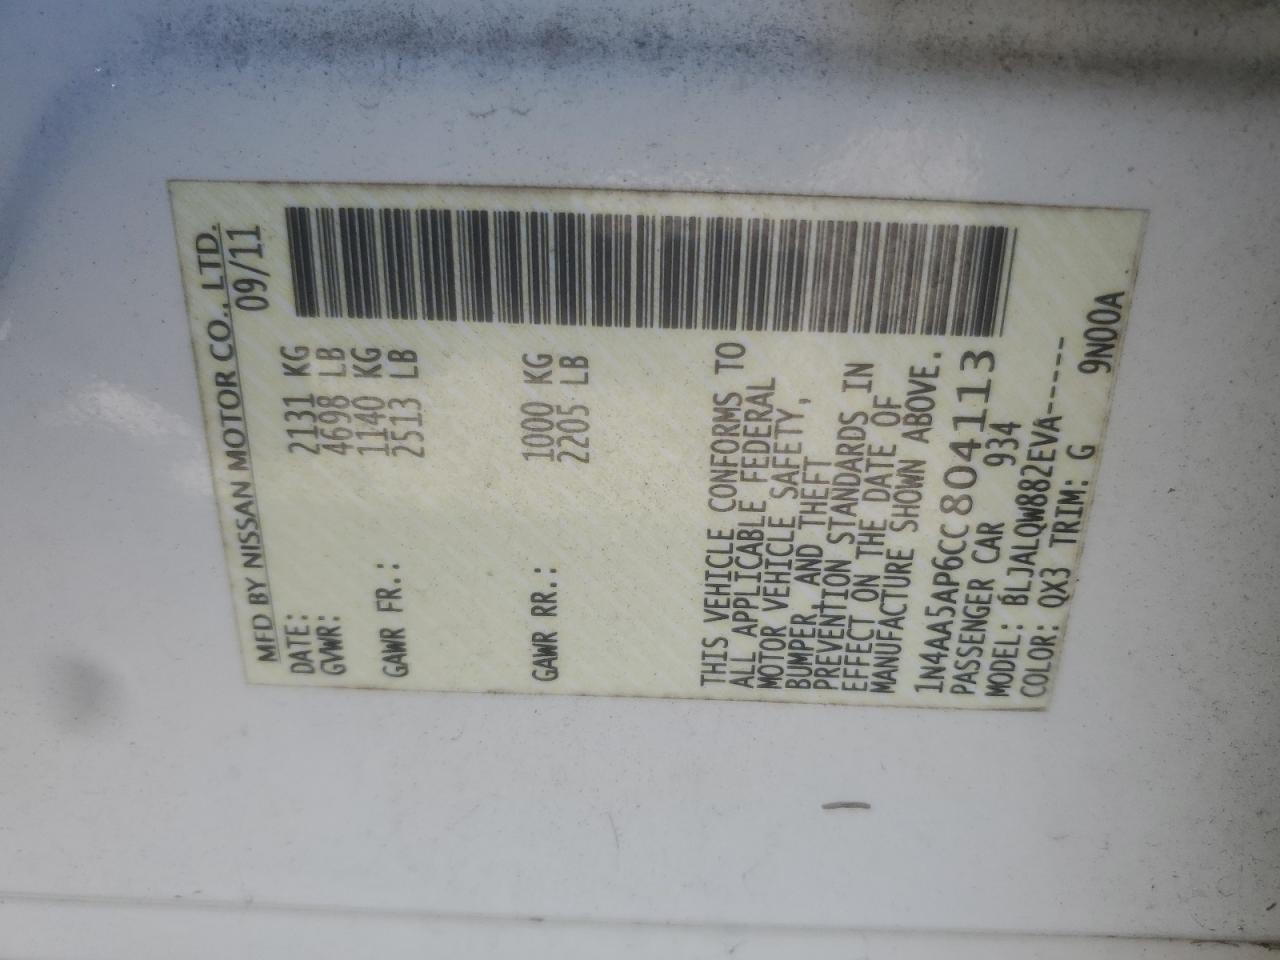 MFD BY NISSAN MOTOR CO., LTD.
DATE: 09/11
GVWR: 2131 KG
4698 LB
GAWR FR.: 1140 KG
2513 LB
GAWR RR.: 1000 KG
2205 LB
THIS VEHICLE CONFORMS TO
ALL APPLICABLE FEDERAL
MOTOR VEHICLE SAFETY,
BUMPER, AND THEFT
PREVENTION STANDARDS IN
EFFECT ON THE DATE OF
MANUFACTURE SHOWN ABOVE.
1N4AA5AP6CC804113
PASSENGER CAR 934
MODEL: BLJALQW882EVA-----
COLOR: QX3 TRIM: G 9N00A